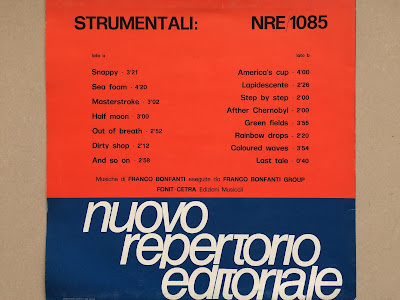 STRUMENTALI: NRE/1085
lato a
Snappy - 3'21
Sea foam - 4'20
Masterstroke - 3'02
Half moon - 3'00
Out of breath - 2'52
Dirty shop - 2'12
And so on - 2'58
lato b
America's cup - 4'00
Lapidescente - 2'26
Step by step - 2'00
Afther Chernobyl - 2'00
Green fields - 3'55
Rainbow drops - 2'20
Coloured waves - 3'54
Last tale - 0'40
Musiche di FRANCO BONFANTI eseguite da FRANCO BONFANTI GROUP
FONIT-CETRA Edizioni Musicali
nuovo
repertorio
editoriale